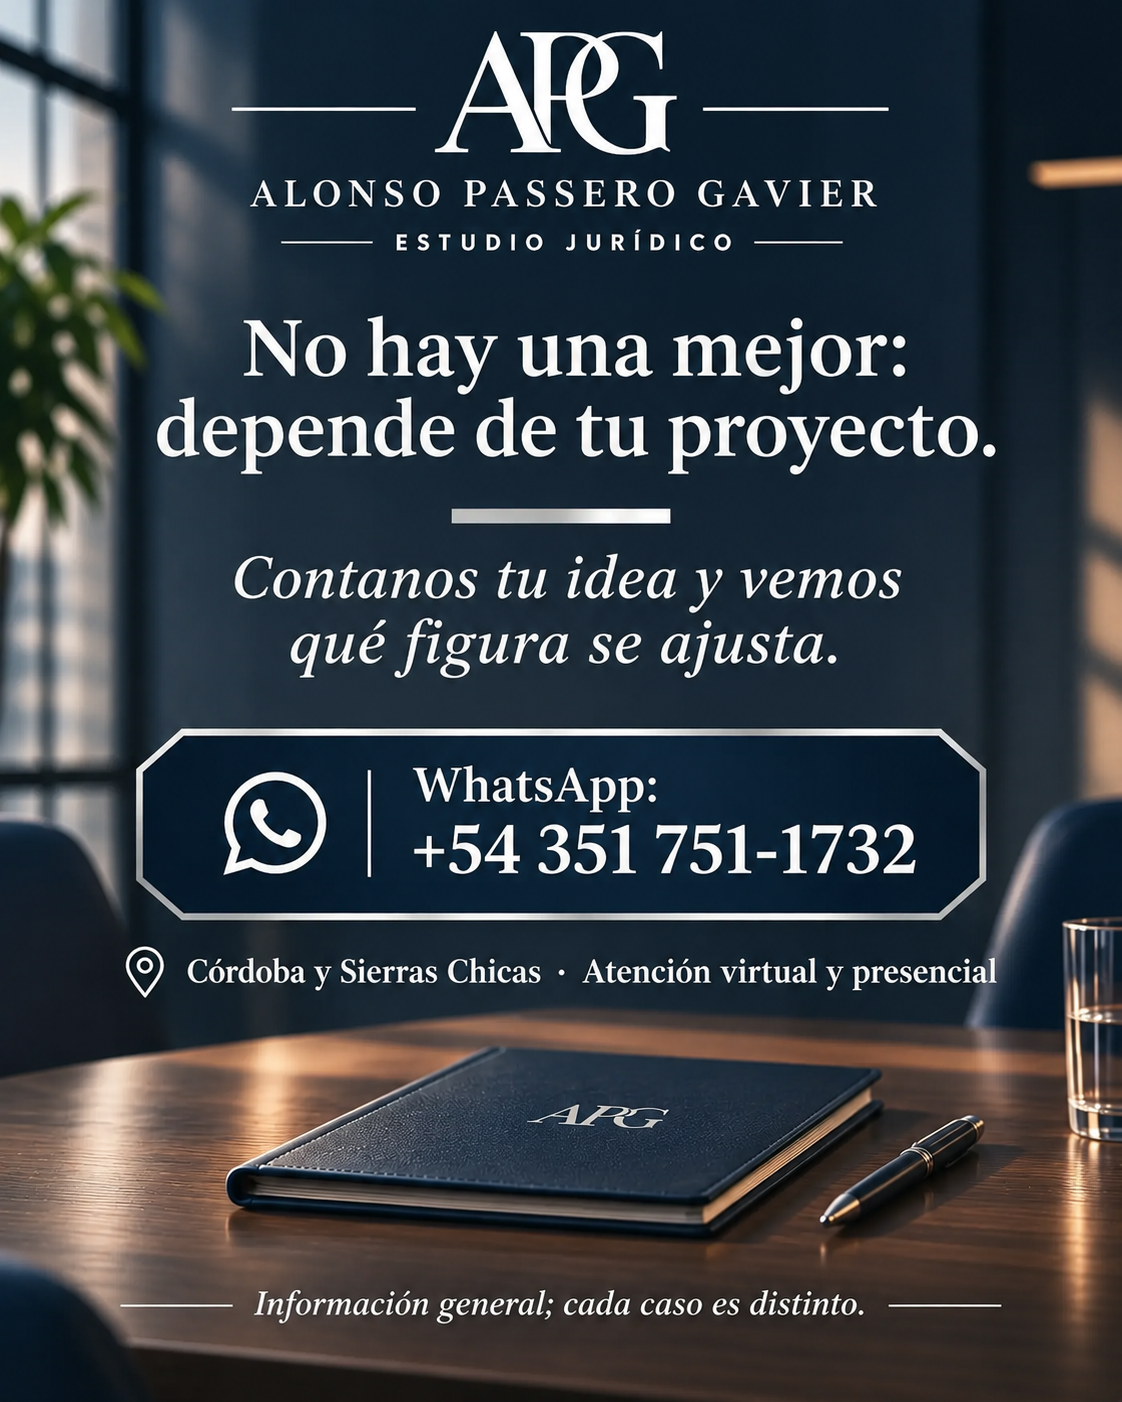 APG
ALONSO PASSERO GAVIER
ESTUDIO JURÍDICO
No hay una mejor:
depende de tu proyecto.
Contanos tu idea y vemos
qué figura se ajusta.
WhatsApp:
+54 351 751-1732
Córdoba y Sierras Chicas · Atención virtual y presencial
APG
Información general; cada caso es distinto.